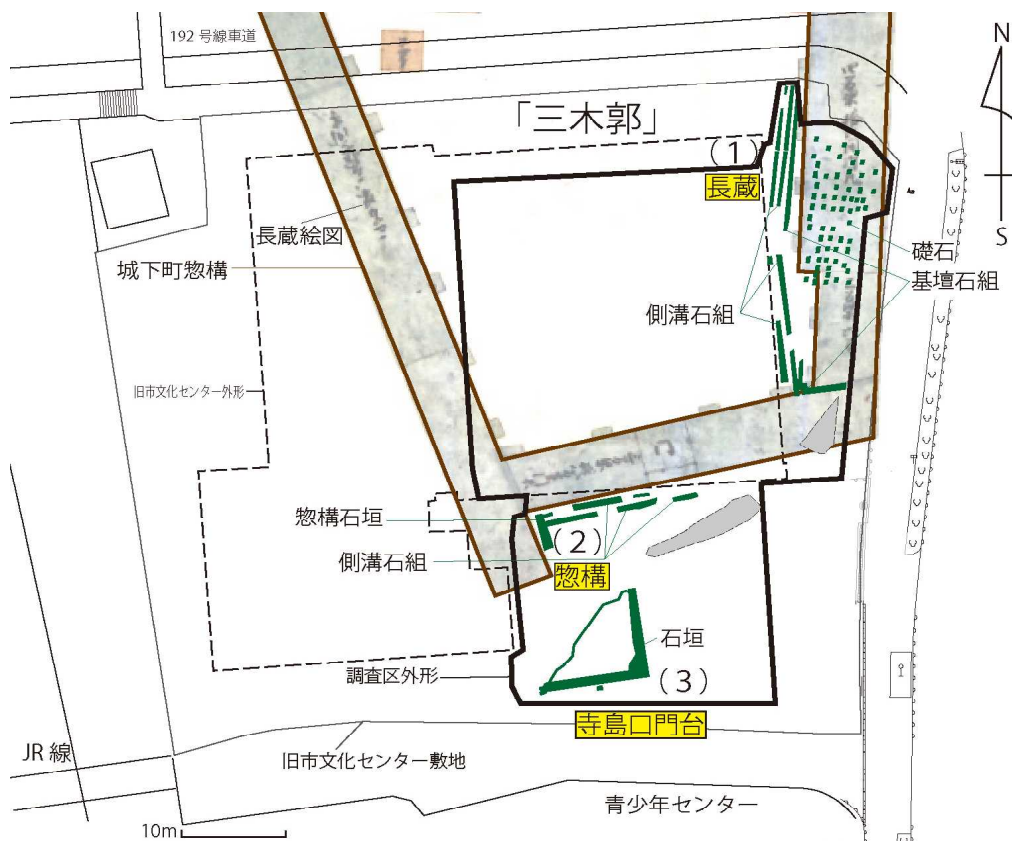 192号線車道
N
「三木郭」
(1)
長蔵
S
長蔵絵図
礎石
城下町惣構
基壇石組
側溝石組
旧市文化センター外形
惣構石垣
(2)
側溝石組
惣構
石垣
調査区外形
(3)
寺島口門台
JR線
旧市文化センター敷地
青少年センター
10m